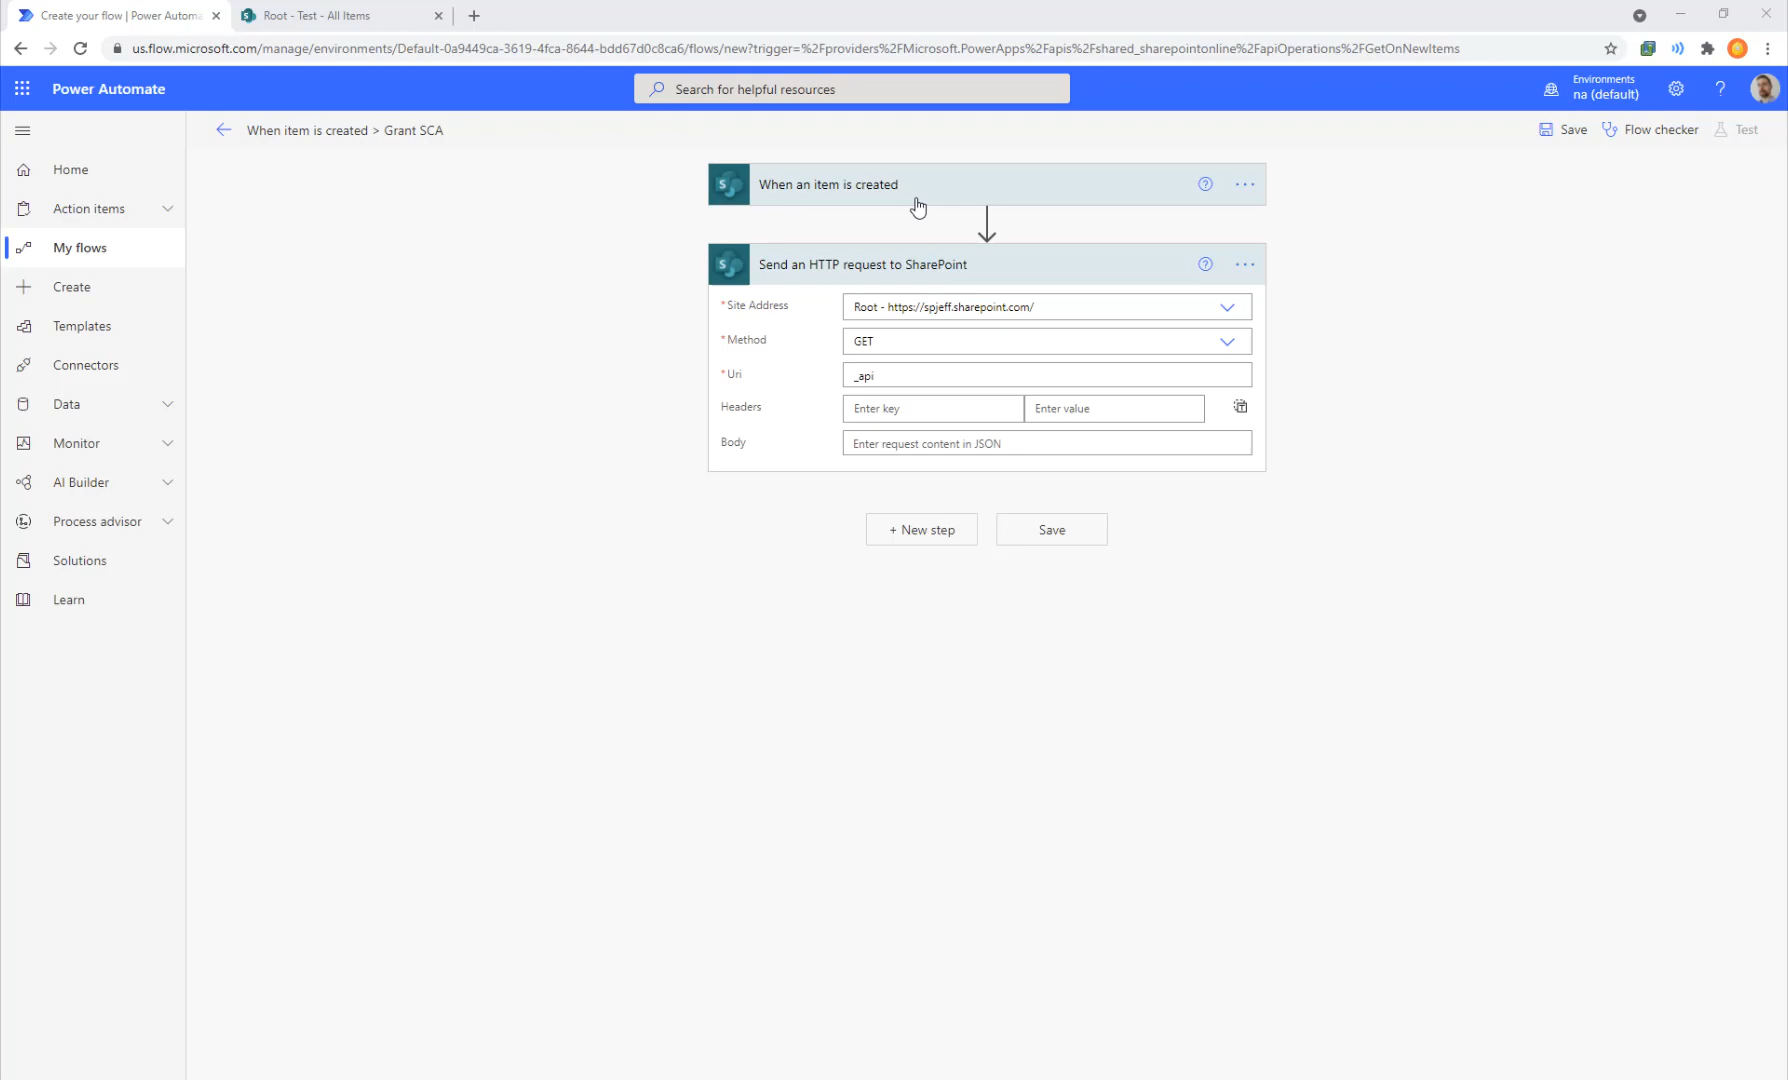 Create your flow | Power Automa
Root - Test - All Items
us.flow.microsoft.com/manage/environments/Default-0a9449ca-3619-4fca-8644-bdd67d0c8ca6/flows/new?trigger=%2Fproviders%2FMicrosoft.PowerApps%2Fapis%2Fshared_sharepointonline%2FapiOperations%2FGetOnNewItems
Power Automate
Search for helpful resources
Environments
na (default)
When item is created > Grant SCA
Save
Flow checker
Test
Home
Action items
My flows
Create
Templates
Connectors
Data
Monitor
AI Builder
Process advisor
Solutions
Learn
When an item is created
Send an HTTP request to SharePoint
* Site Address
Root - https://spjeff.sharepoint.com/
* Method
GET
* Uri
_api
Headers
Enter key
Enter value
Body
Enter request content in JSON
+ New step
Save